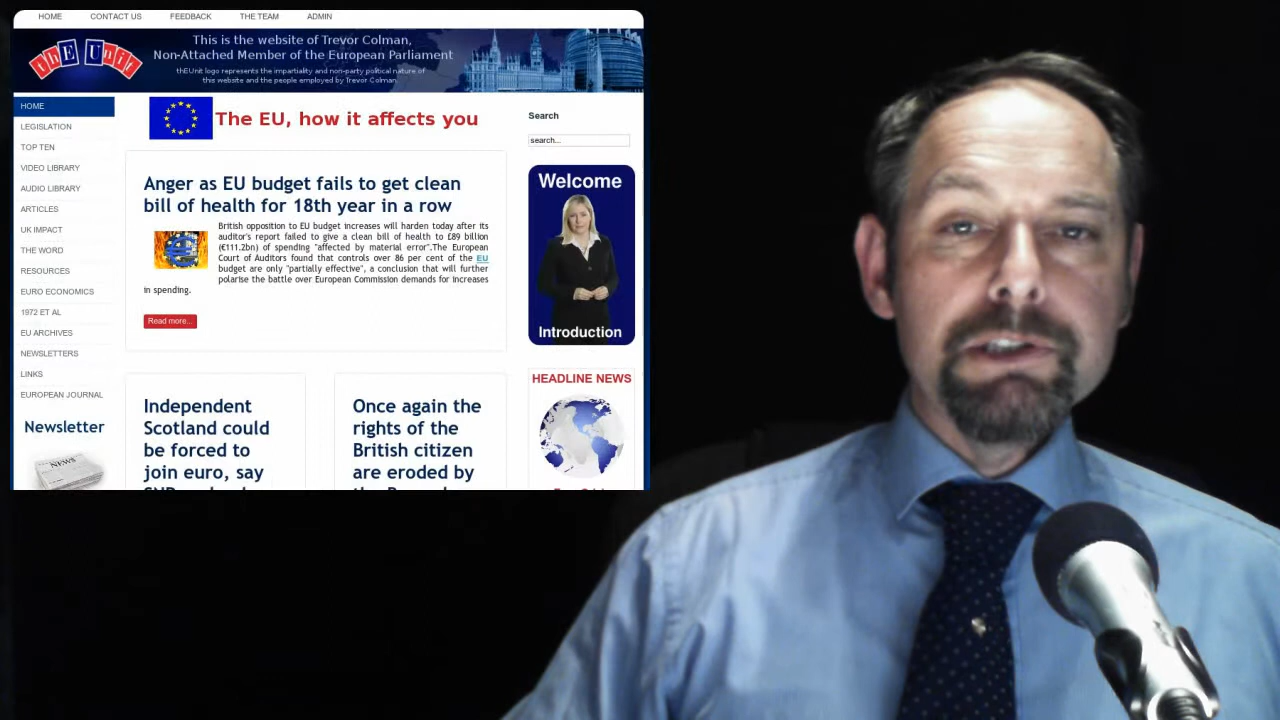 HOME CONTACT US FEEDBACK THE TEAM ADMIN
thEUnit
This is the website of Trevor Colman,
Non-Attached Member of the European Parliament
thEUnit logo represents the impartiality and non-party political nature of
this website and the people employed by Trevor Colman.
HOME
LEGISLATION
TOP TEN
VIDEO LIBRARY
AUDIO LIBRARY
ARTICLES
UK IMPACT
THE WORD
RESOURCES
EURO ECONOMICS
1972 ET AL
EU ARCHIVES
NEWSLETTERS
LINKS
EUROPEAN JOURNAL
Newsletter
NEWS
The EU, how it affects you
Anger as EU budget fails to get clean
bill of health for 18th year in a row
British opposition to EU budget increases will harden today after its
auditor's report failed to give a clean bill of health to £89 billion
(€111.2bn) of spending "affected by material error".The European
Court of Auditors found that controls over 86 per cent of the EU
budget are only "partially effective", a conclusion that will further
polarise the battle over European Commission demands for increases
in spending.
Read more...
Independent
Scotland could
be forced to
join euro, say
Once again the
rights of the
British citizen
are eroded by
Search
search...
Welcome
Introduction
HEADLINE NEWS